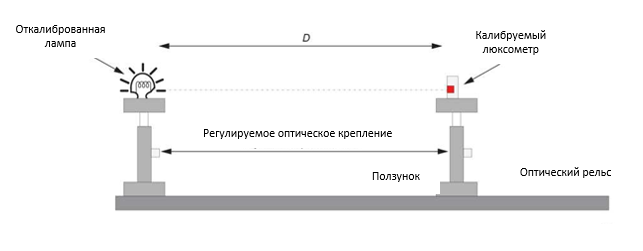 Откалиброванная
лампа
D
Калибруемый
люксометр
Регулируемое оптическое крепление
Ползунок
Оптический рельс